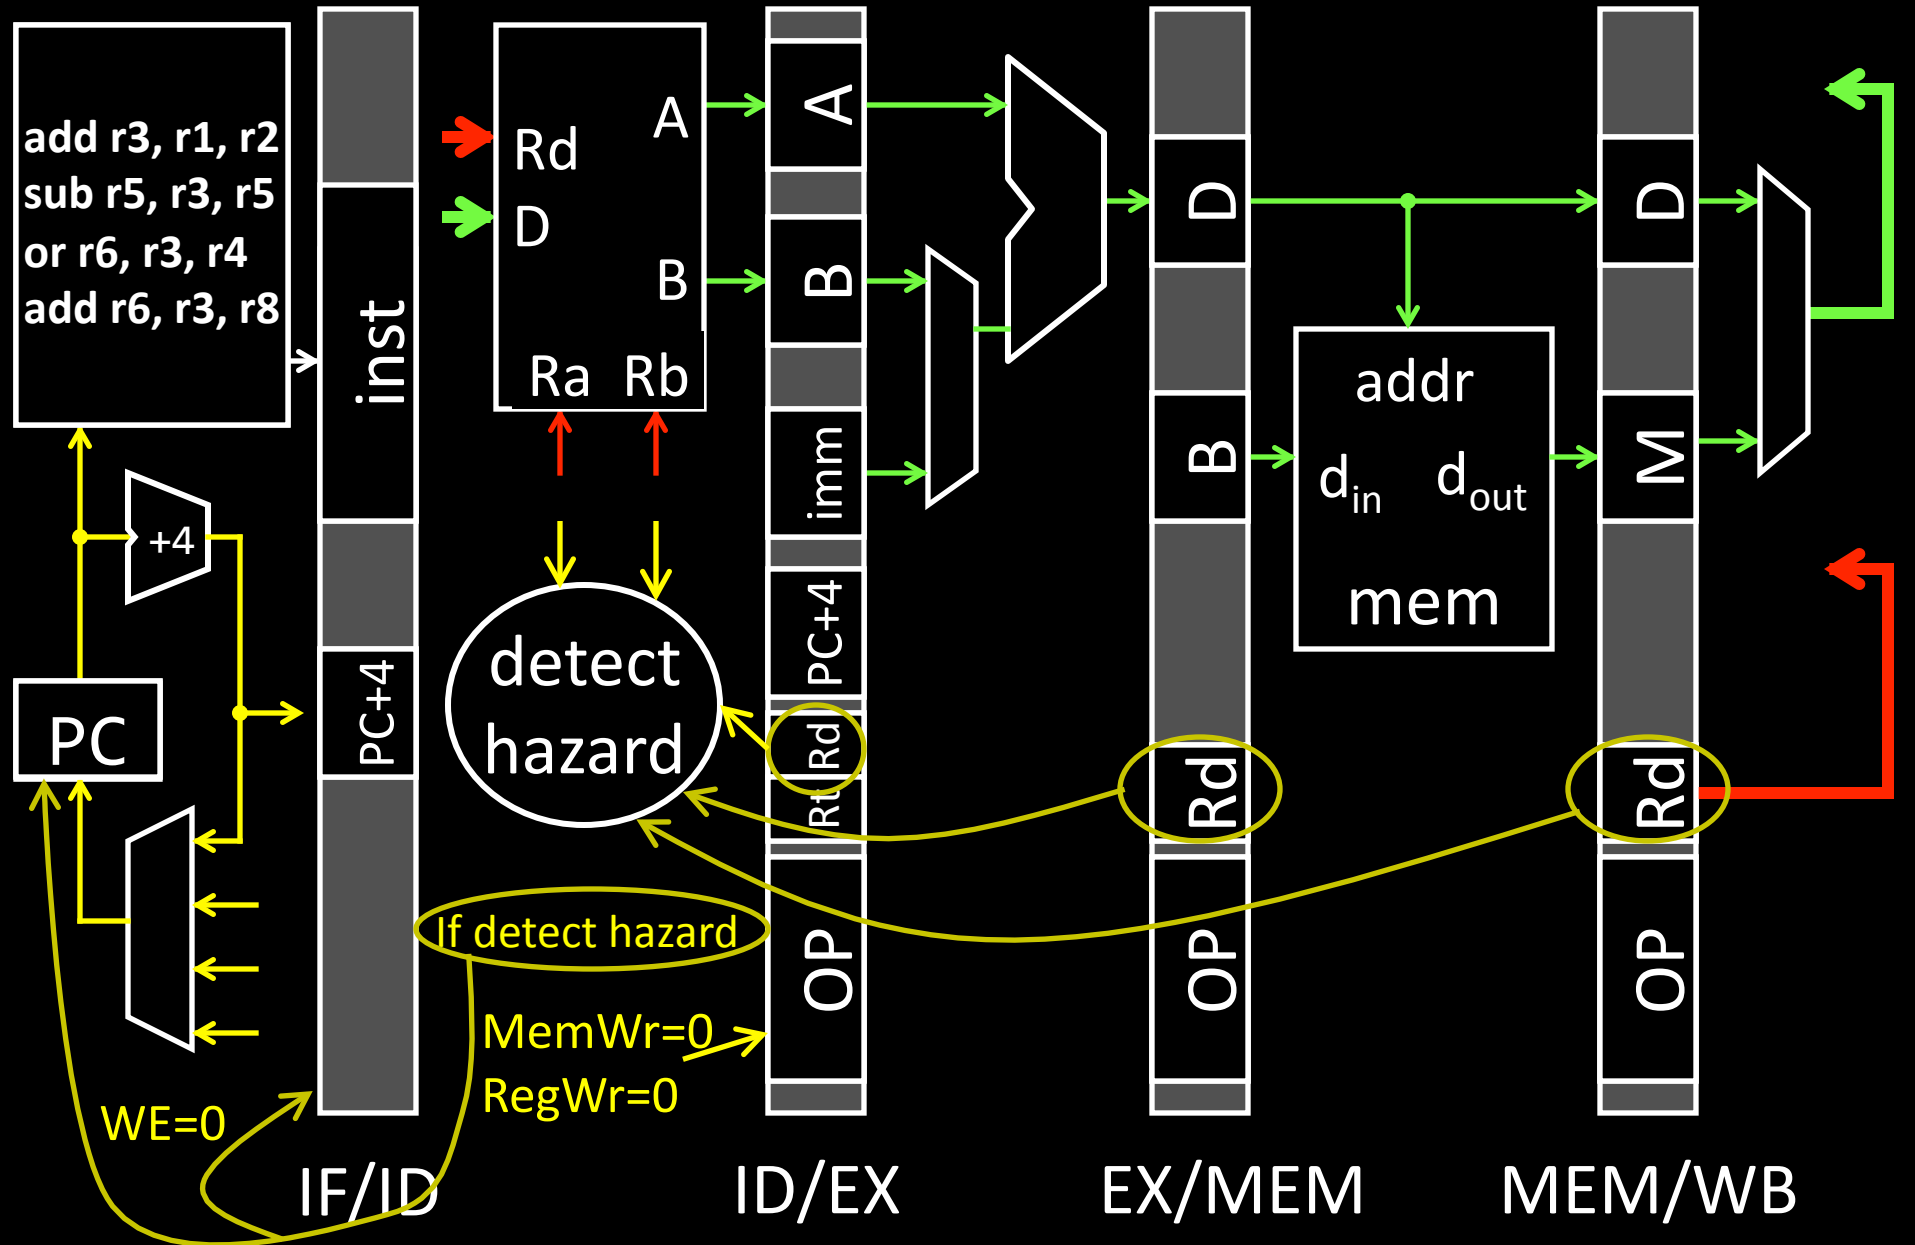 add r3, r1, r2
sub r5, r3, r5
or r6, r3, r4
add r6, r3, r8
+4
PC
inst
PC+4
Rd
D
A
B
Ra Rb
detect
hazard
If detect hazard
MemWr=0
RegWr=0
WE=0
A
B
imm
PC+4
Rd
Rt
OP
D
B
Rd
OP
addr
din dout
mem
D
M
Rd
OP
IF/ID
ID/EX
EX/MEM
MEM/WB